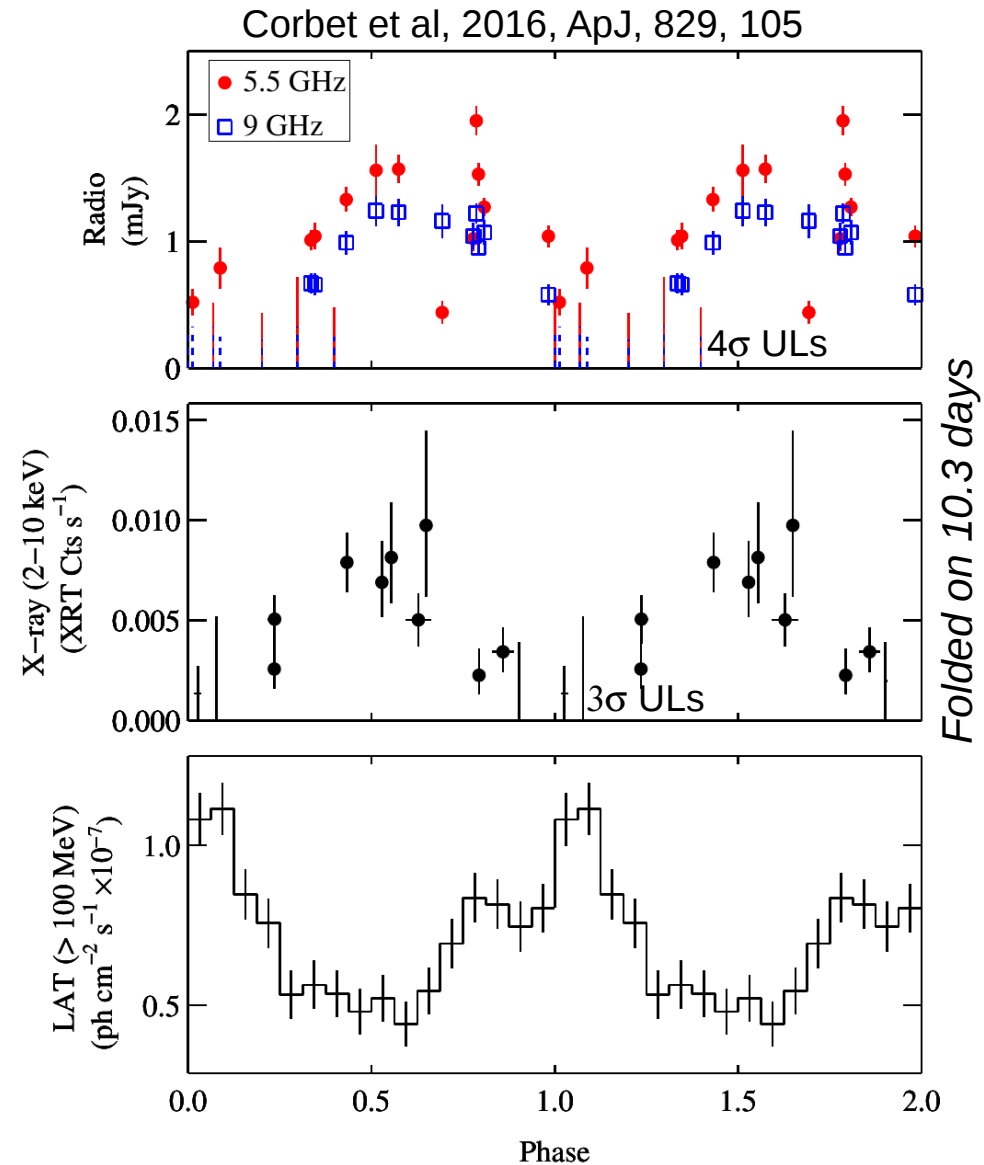 Corbet et al, 2016, ApJ, 829, 105
5.5 GHz
9 GHz
2
1
0
Radio
(mJy)
4σ ULs
0.015
0.010
0.005
0.000
X−ray (2−10 keV)
(XRT Cts s⁻¹)
3σ ULs
Folded on 10.3 days
1.0
0.5
LAT (> 100 MeV)
(ph cm⁻² s⁻¹ ×10⁻⁷)
0.0 0.5 1.0 1.5 2.0
Phase